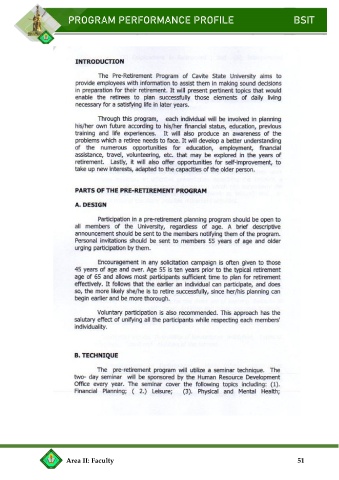 PROGRAM PERFORMANCE PROFILE BSIT
INTRODUCTION
The Pre-Retirement Program of Cavite State University aims to
provide employees with information to assist them in making sound decisions
in preparation for their retirement. It will present pertinent topics that would
enable the retirees to plan successfully those elements of daily living
necessary for a satisfying life in later years.
Through this program, each individual will be involved in planning
his/her own future according to his/her financial status, education, previous
training and life experiences. It will also produce an awareness of the
problems which a retiree needs to face. It will develop a better understanding
of the numerous opportunities for education, employment, financial
assistance, travel, volunteering, etc. that may be explored in the years of
retirement. Lastly, it will also offer opportunities for self-improvement, to
take up new interests, adapted to the capacities of the older person.
PARTS OF THE PRE-RETIREMENT PROGRAM
A. DESIGN
Participation in a pre-retirement planning program should be open to
all members of the University, regardless of age. A brief descriptive
announcement should be sent to the members notifying them of the program.
Personal invitations should be sent to members 55 years of age and older
urging participation by them.
Encouragement in any solicitation campaign is often given to those
45 years of age and over. Age 55 is ten years prior to the typical retirement
age of 65 and allows most participants sufficient time to plan for retirement
effectively. It follows that the earlier an individual can participate, and does
so, the more likely she/he is to retire successfully, since her/his planning can
begin earlier and be more thorough.
Voluntary participation is also recommended. This approach has the
salutary effect of unifying all the participants while respecting each members'
individuality.
B. TECHNIQUE
The pre-retirement program will utilize a seminar technique. The
two- day seminar will be sponsored by the Human Resource Development
Office every year. The seminar cover the following topics including: (1).
Financial Planning; ( 2.) Leisure; (3). Physical and Mental Health;
Area II: Faculty 51